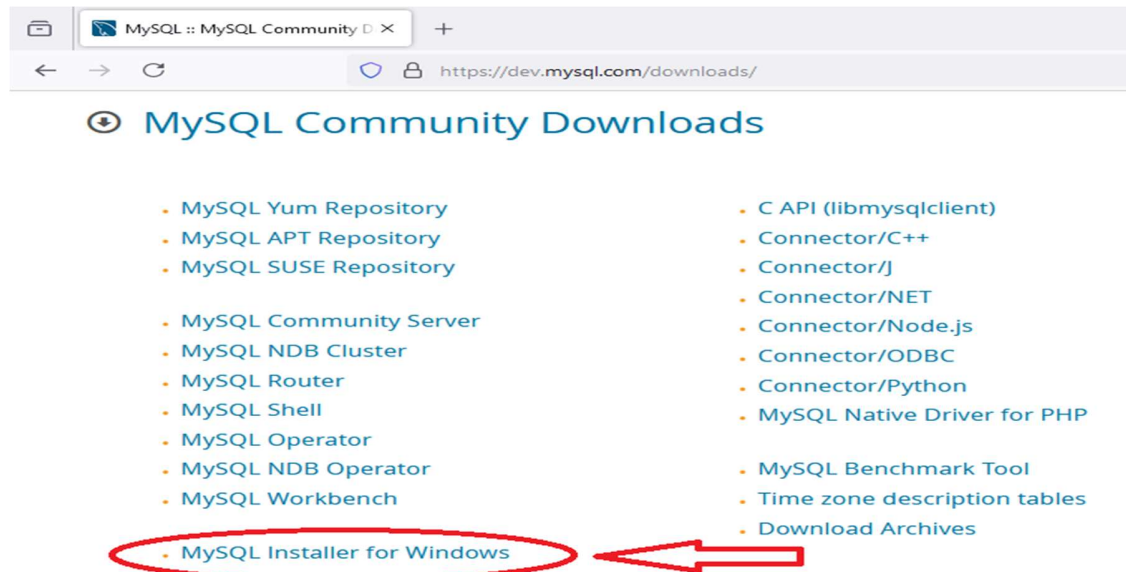 MySQL :: MySQL Community D
https://dev.mysql.com/downloads/
MySQL Community Downloads
MySQL Yum Repository
MySQL APT Repository
MySQL SUSE Repository
MySQL Community Server
MySQL NDB Cluster
MySQL Router
MySQL Shell
MySQL Operator
MySQL NDB Operator
MySQL Workbench
MySQL Installer for Windows
C API (libmysqlclient)
Connector/C++
Connector/J
Connector/NET
Connector/Node.js
Connector/ODBC
Connector/Python
MySQL Native Driver for PHP
MySQL Benchmark Tool
Time zone description tables
Download Archives